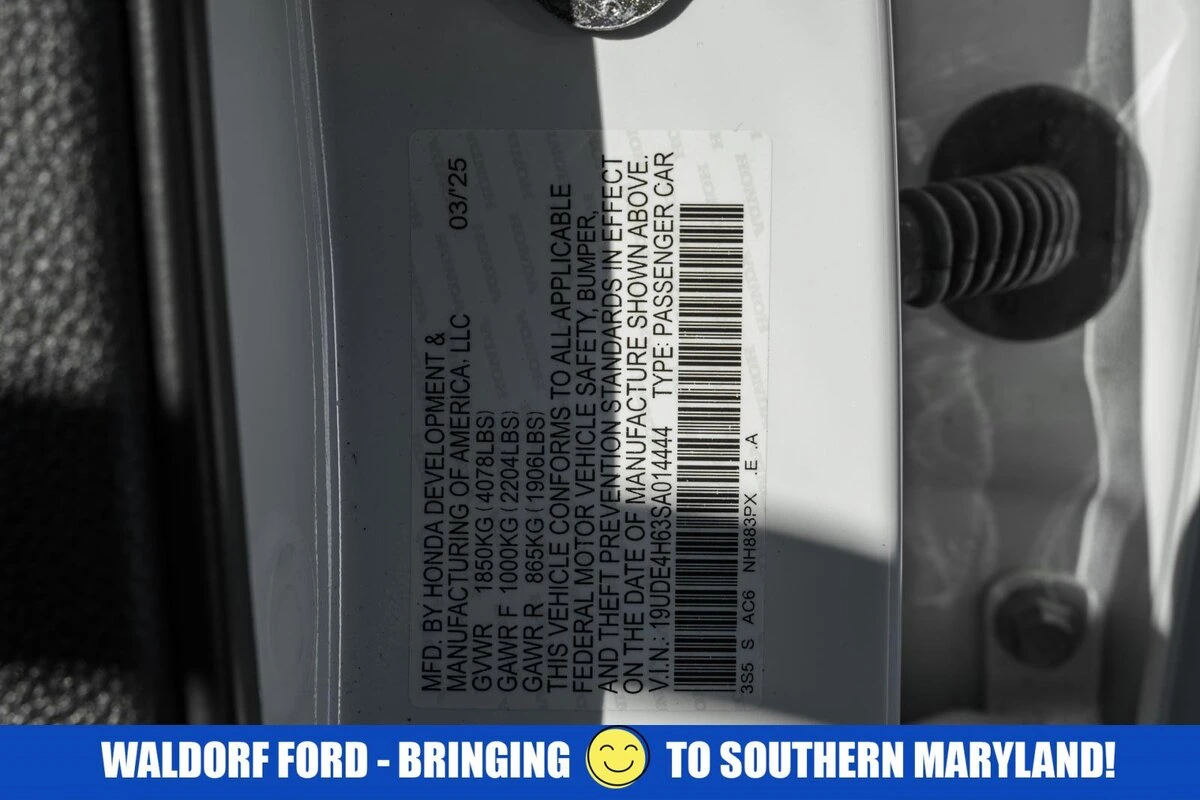 MFD. BY HONDA DEVELOPMENT &
MANUFACTURING OF AMERICA, LLC 03/'25
GVWR 1850KG (4078LBS)
GAWR F 1000KG (2204LBS)
GAWR R 865KG (1906LBS)
THIS VEHICLE CONFORMS TO ALL APPLICABLE
FEDERAL MOTOR VEHICLE SAFETY, BUMPER,
AND THEFT PREVENTION STANDARDS IN EFFECT
ON THE DATE OF MANUFACTURE SHOWN ABOVE.
V.I.N.: 19UDE4H63SA014444 TYPE: PASSENGER CAR
3S5 S AC6 NH883PX .E .A
WALDORF FORD - BRINGING TO SOUTHERN MARYLAND!